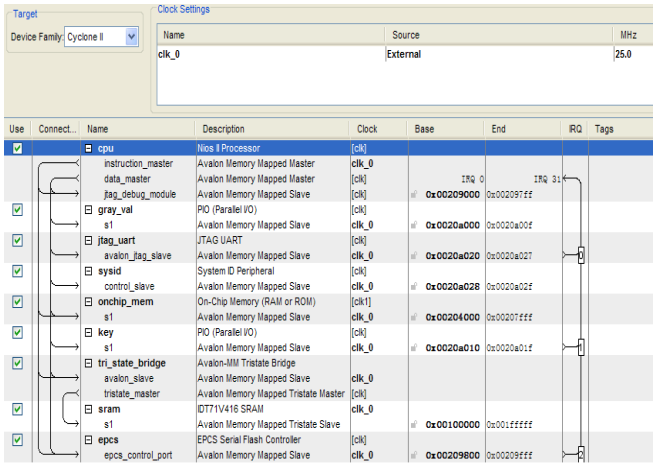 Target
Clock Settings
Device Family: Cyclone II
Name Source MHz
clk_0 External 25.0
Use Connect... Name Description Clock Base End IRQ Tags
cpu Nios II Processor [clk]
instruction_master Avalon Memory Mapped Master clk_0
data_master Avalon Memory Mapped Master [clk] IRQ 0 IRQ 31
jtag_debug_module Avalon Memory Mapped Slave [clk] 0x00209000 0x002097ff
gray_val PIO (Parallel I/O) [clk]
s1 Avalon Memory Mapped Slave clk_0 0x0020a000 0x0020a00f
jtag_uart JTAG UART [clk]
avalon_jtag_slave Avalon Memory Mapped Slave clk_0 0x0020a020 0x0020a027 0
sysid System ID Peripheral [clk]
control_slave Avalon Memory Mapped Slave clk_0 0x0020a028 0x0020a02f
onchip_mem On-Chip Memory (RAM or ROM) [clk1]
s1 Avalon Memory Mapped Slave clk_0 0x00204000 0x00207fff
key PIO (Parallel I/O) [clk]
s1 Avalon Memory Mapped Slave clk_0 0x0020a010 0x0020a01f 1
tri_state_bridge Avalon-MM Tristate Bridge [clk]
avalon_slave Avalon Memory Mapped Slave clk_0
tristate_master Avalon Memory Mapped Tristate Master [clk]
sram IDT71V416 SRAM clk_0
s1 Avalon Memory Mapped Tristate Slave 0x00100000 0x001fffff
epcs EPCS Serial Flash Controller [clk]
epcs_control_port Avalon Memory Mapped Slave clk_0 0x00209800 0x00209fff 2